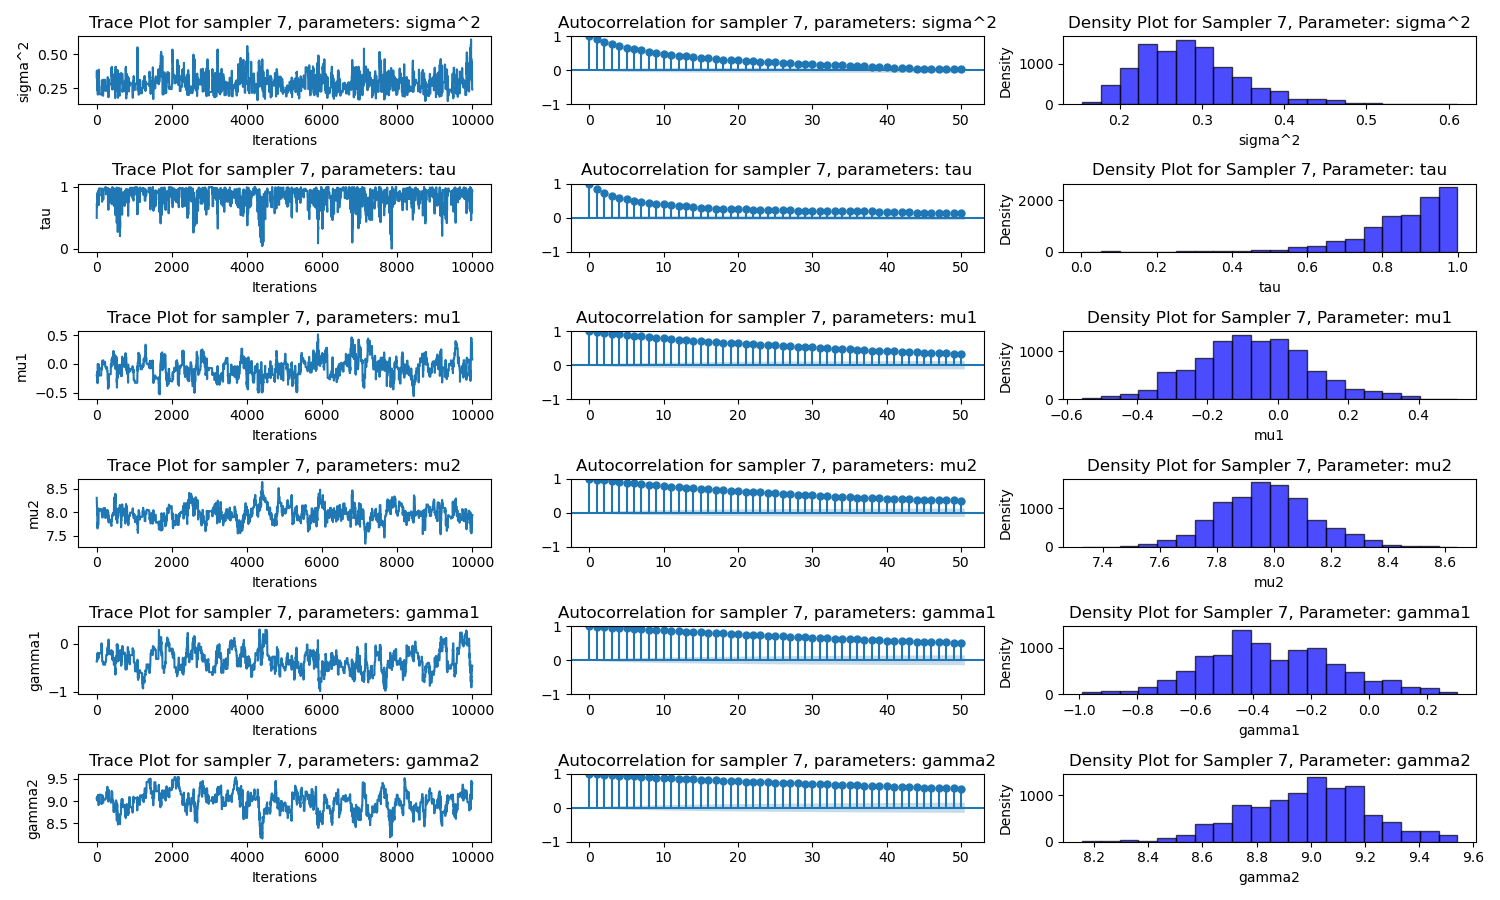 Trace Plot for sampler 7, parameters: sigma^2
sigma^2
0.50
0.25
0 2000 4000 6000 8000 10000
Iterations
Autocorrelation for sampler 7, parameters: sigma^2
1
0
−1
0 10 20 30 40 50
Density Plot for Sampler 7, Parameter: sigma^2
Density
1000
0
0.2 0.3 0.4 0.5 0.6
sigma^2
Trace Plot for sampler 7, parameters: tau
tau
1
0
0 2000 4000 6000 8000 10000
Iterations
Autocorrelation for sampler 7, parameters: tau
1
0
−1
0 10 20 30 40 50
Density Plot for Sampler 7, Parameter: tau
Density
2000
0
0.0 0.2 0.4 0.6 0.8 1.0
tau
Trace Plot for sampler 7, parameters: mu1
mu1
0.5
0.0
−0.5
0 2000 4000 6000 8000 10000
Iterations
Autocorrelation for sampler 7, parameters: mu1
1
0
−1
0 10 20 30 40 50
Density Plot for Sampler 7, Parameter: mu1
Density
1000
0
−0.6 −0.4 −0.2 0.0 0.2 0.4
mu1
Trace Plot for sampler 7, parameters: mu2
mu2
8.5
8.0
7.5
0 2000 4000 6000 8000 10000
Iterations
Autocorrelation for sampler 7, parameters: mu2
1
0
−1
0 10 20 30 40 50
Density Plot for Sampler 7, Parameter: mu2
Density
1000
0
7.4 7.6 7.8 8.0 8.2 8.4 8.6
mu2
Trace Plot for sampler 7, parameters: gamma1
gamma1
0
−1
0 2000 4000 6000 8000 10000
Iterations
Autocorrelation for sampler 7, parameters: gamma1
1
0
−1
0 10 20 30 40 50
Density Plot for Sampler 7, Parameter: gamma1
Density
1000
0
−1.0 −0.8 −0.6 −0.4 −0.2 0.0 0.2
gamma1
Trace Plot for sampler 7, parameters: gamma2
gamma2
9.5
9.0
8.5
0 2000 4000 6000 8000 10000
Iterations
Autocorrelation for sampler 7, parameters: gamma2
1
0
−1
0 10 20 30 40 50
Density Plot for Sampler 7, Parameter: gamma2
Density
1000
0
8.2 8.4 8.6 8.8 9.0 9.2 9.4 9.6
gamma2